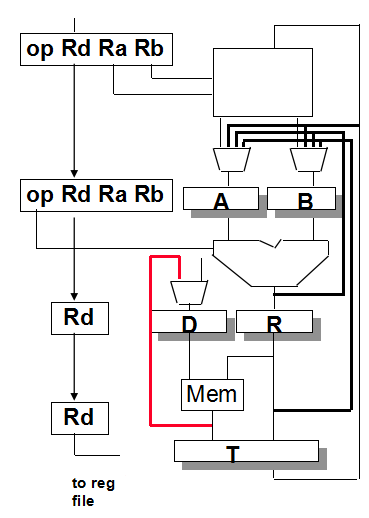 op Rd Ra Rb
op Rd Ra Rb
A
B
Rd
D
R
Mem
Rd
T
to reg
file